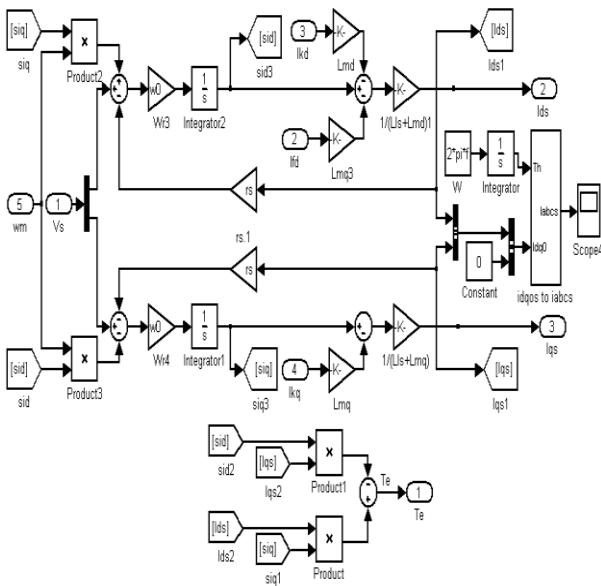 [siq]
siq
×
Product2
w0
Wr3
1
s
Integrator2
[sid]
sid3
3
Ikd
-K-
Lmd
2
Ifd
-K-
Lmq3
-K-
1/(Lls+Lmd)1
[Ids]
Ids1
2
Ids
2*pi*f
W
1
s
Integrator
Th
Iabcs
Idq0
idqos to iabcs
Scope4
5
wm
1
Vs
rs
rs.1
rs
0
Constant
[sid]
sid
×
Product3
w0
Wr4
1
s
Integrator1
[siq]
siq3
4
Ikq
-K-
Lmq
-K-
1/(Lls+Lmq)
3
Iqs
[Iqs]
Iqs1
[sid]
sid2
[Iqs]
Iqs2
×
Product1
[Ids]
Ids2
[siq]
siq1
×
Product
Te
1
Te